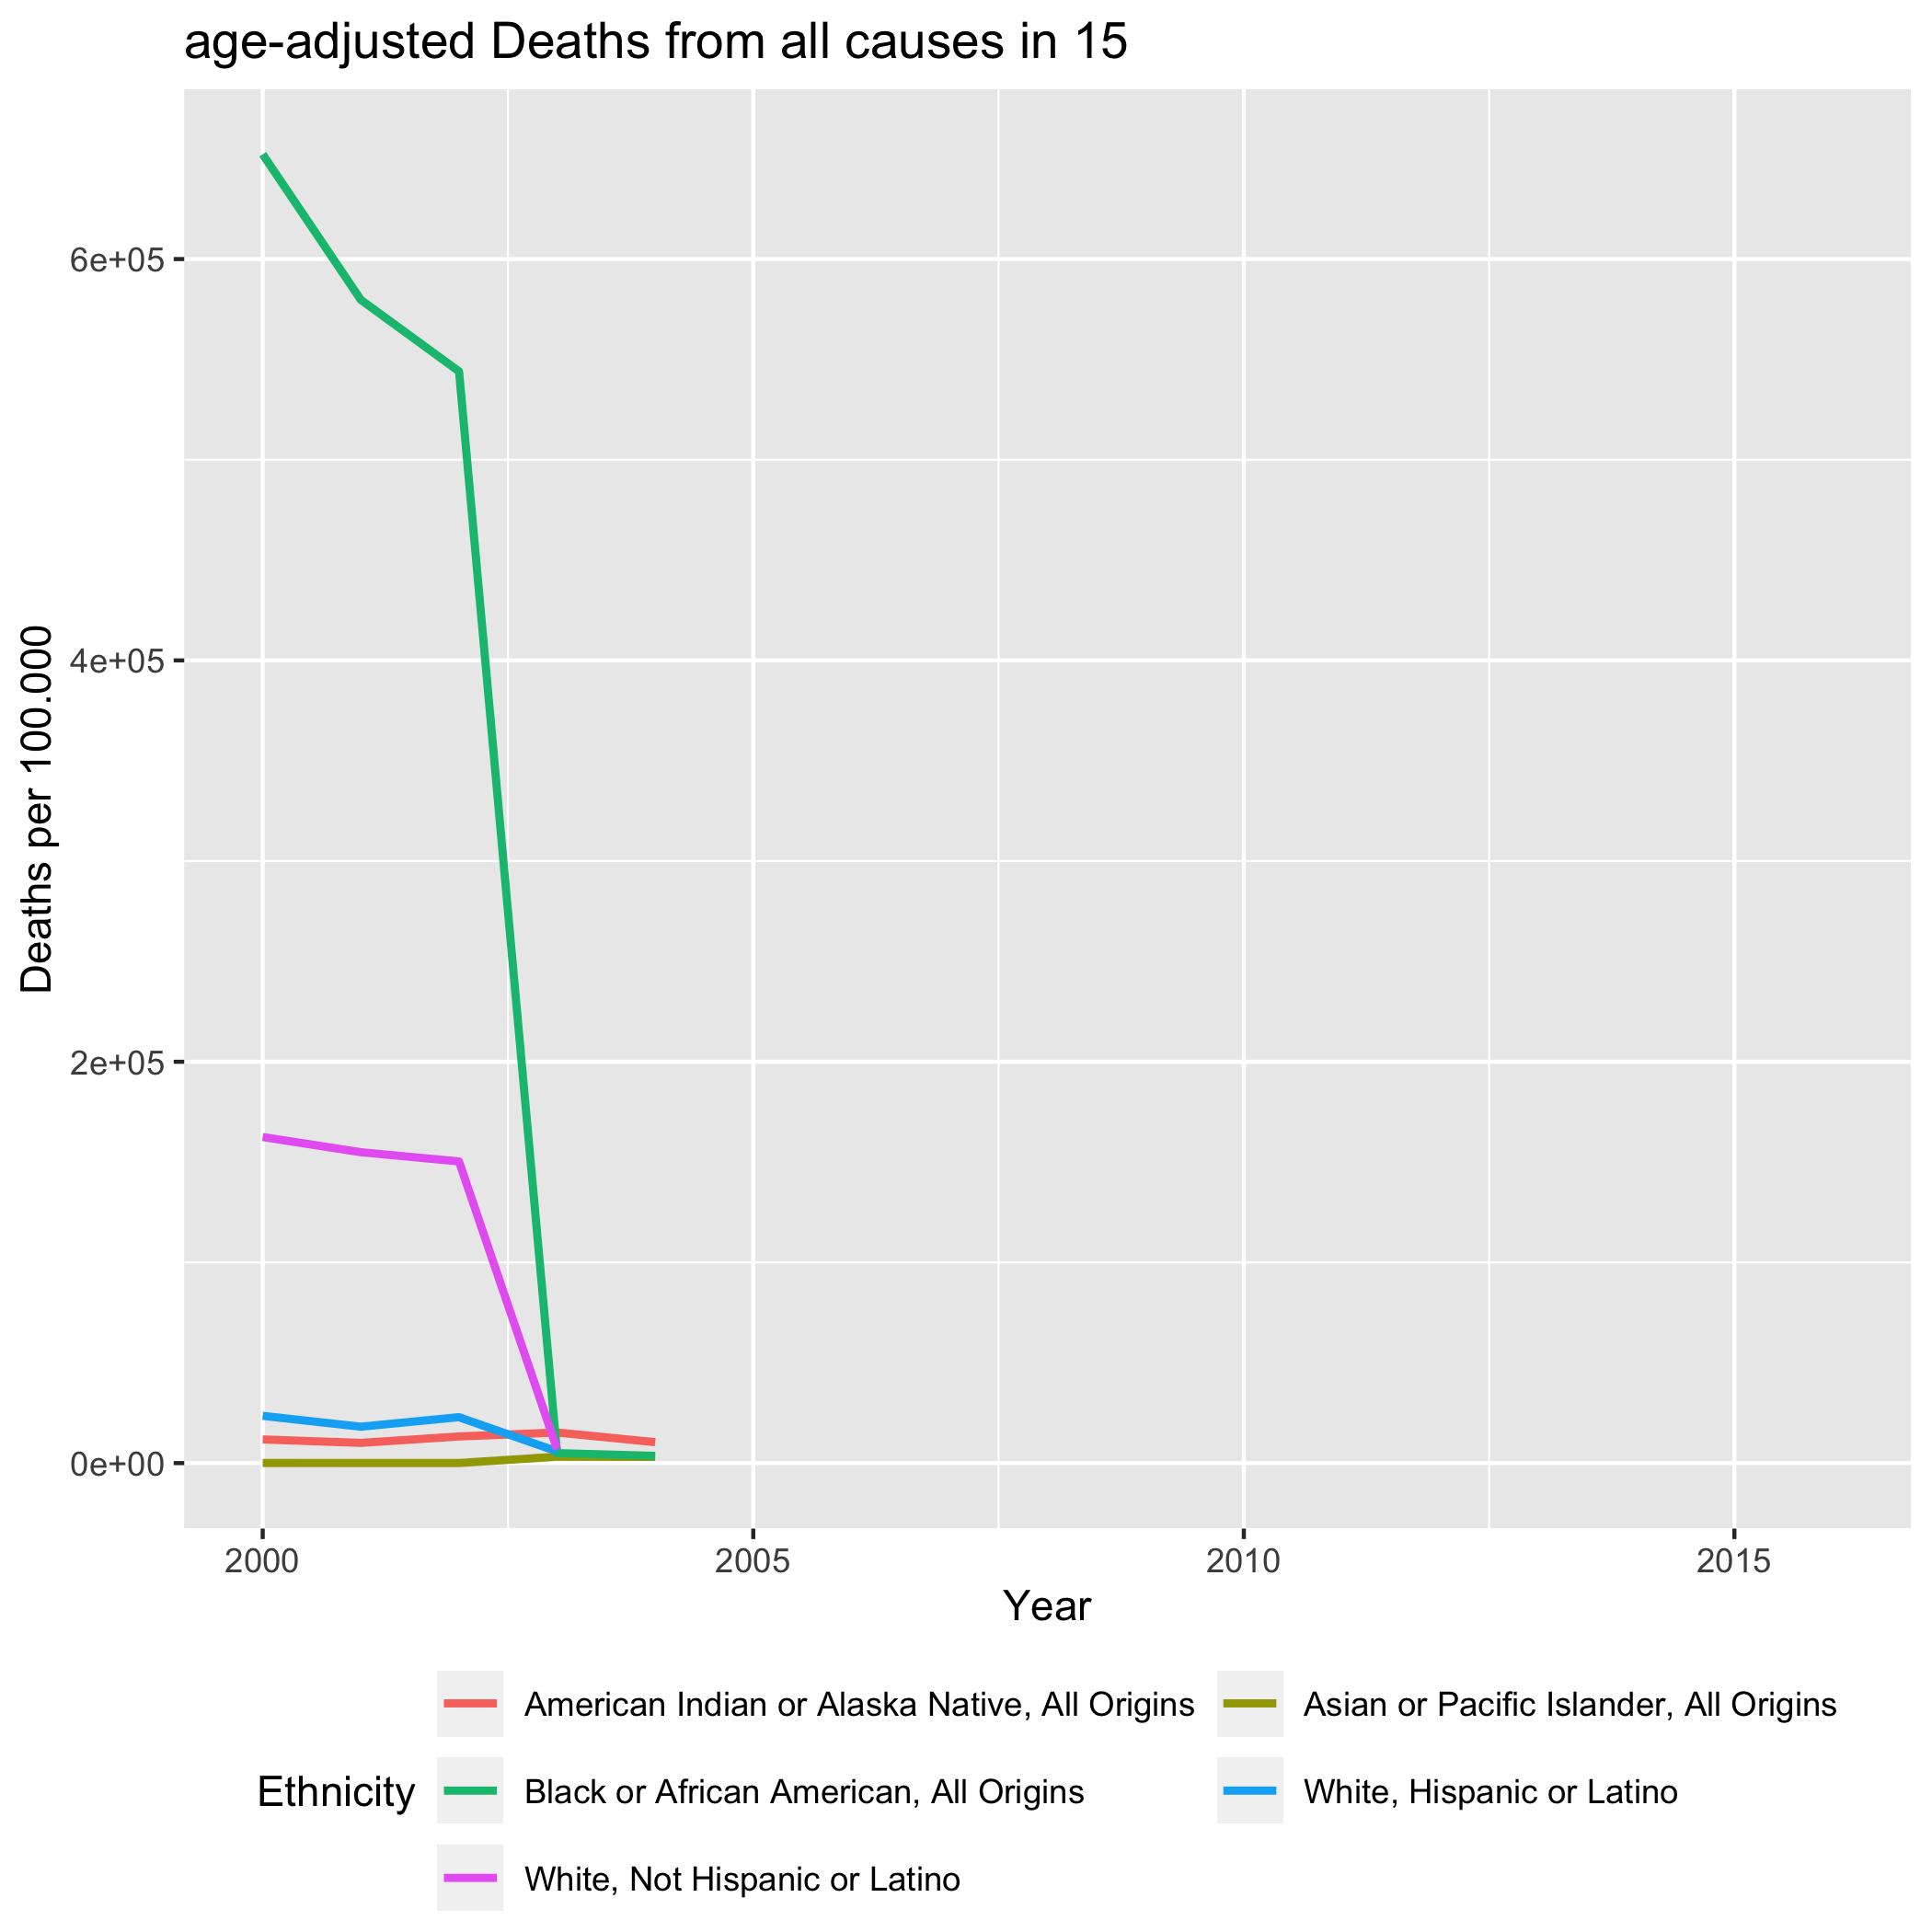 age-adjusted Deaths from all causes in 15
Deaths per 100.000
6e+05
4e+05
2e+05
0e+00
2000 2005 2010 2015
Year
Ethnicity
American Indian or Alaska Native, All Origins
Asian or Pacific Islander, All Origins
Black or African American, All Origins
White, Hispanic or Latino
White, Not Hispanic or Latino